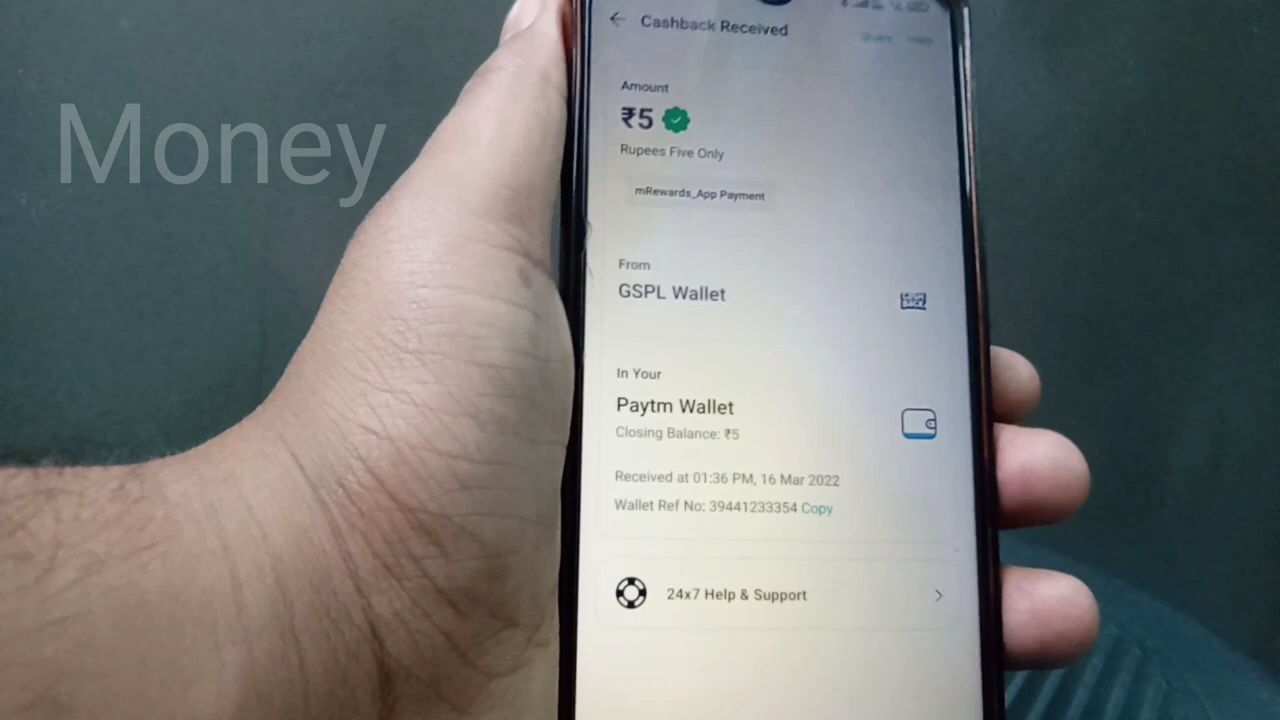 Money
Cashback Received
Share
Amount
₹5
Rupees Five Only
mRewards_App Payment
From
GSPL Wallet
In Your
Paytm Wallet
Closing Balance: ₹5
Received at 01:36 PM, 16 Mar 2022
Wallet Ref No: 39441233354 Copy
24x7 Help & Support